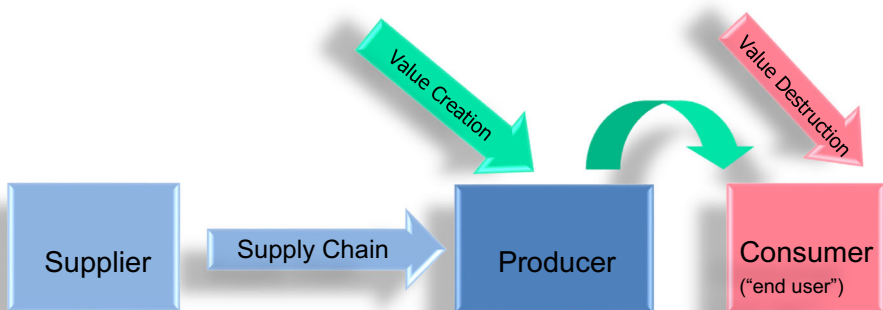 Value Creation
Value Destruction
Supplier
Supply Chain
Producer
Consumer
(“end user”)